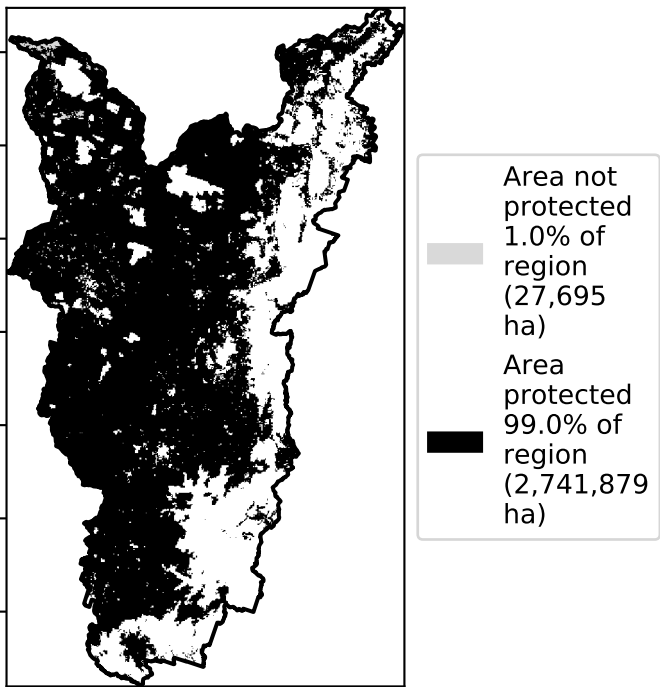 Area not
protected
1.0% of
region
(27,695
ha)
Area
protected
99.0% of
region
(2,741,879
ha)